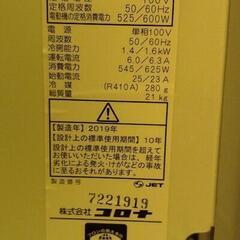 100V
定格周波数 50/60Hz
電動機の定格消費電力 525/600W
電源 単相100V
周波数 50/60Hz
冷房能力 1.4/1.6kW
運転電流 6.0/6.3A
消費電力 545/625W
始動電流 25/23A
冷媒 (R410A) 280g
総質量 21kg
【製造年】2019年
【設計上の標準使用期間】10年
設計上の標準使用期間を超えてお使い
いただいた場合は、経年劣化による
発火・けが等の事故に至る
おそれがあります。
JET
7221919
株式会社 コロナ